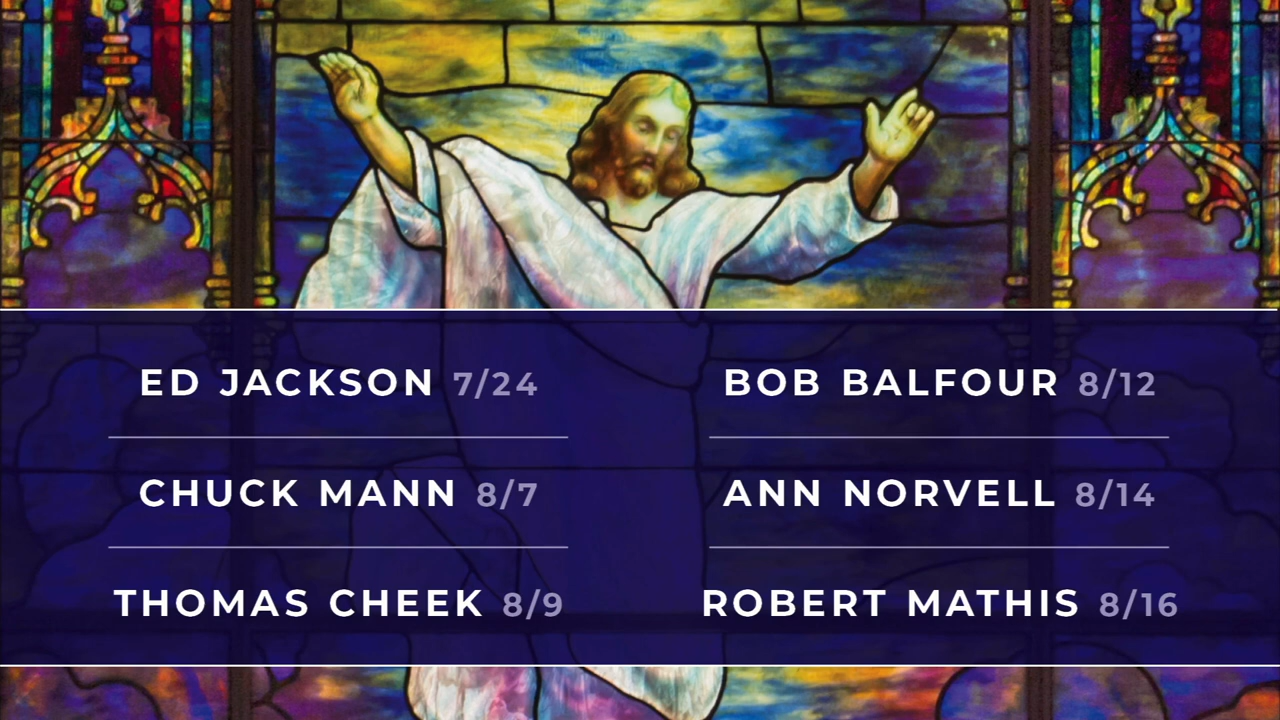 ED JACKSON 7/24
CHUCK MANN 8/7
THOMAS CHEEK 8/9
BOB BALFOUR 8/12
ANN NORVELL 8/14
ROBERT MATHIS 8/16